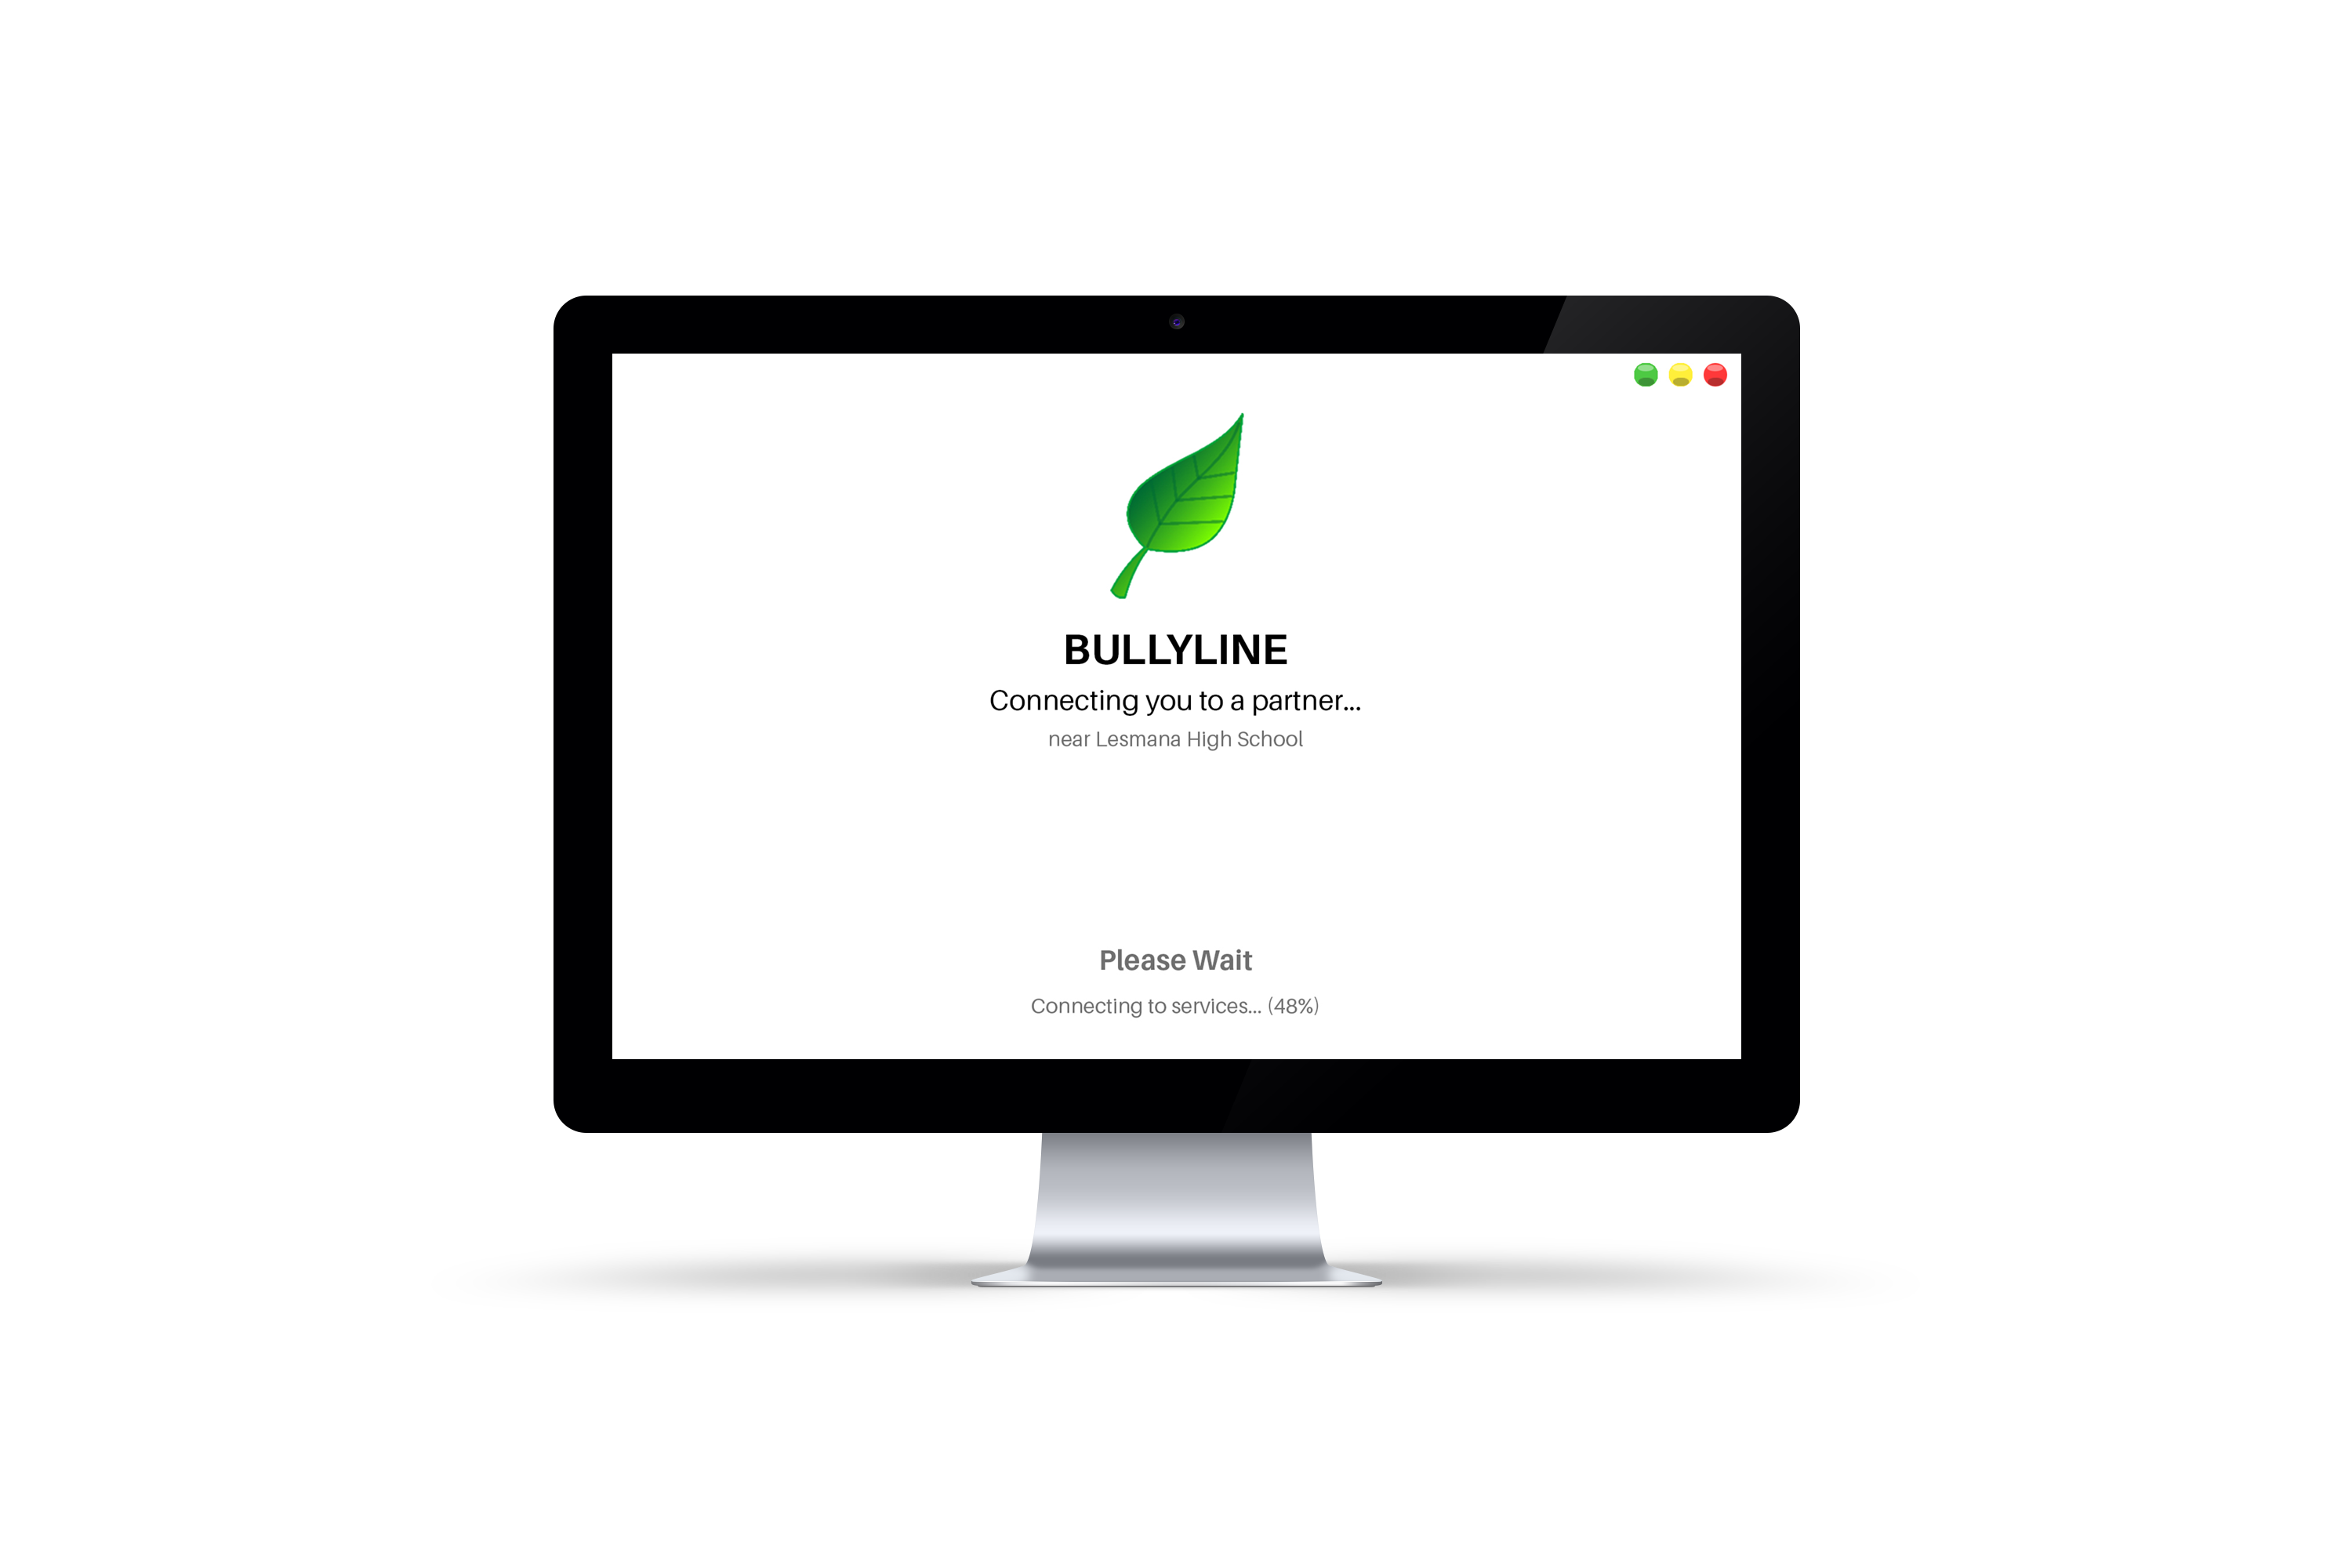 BULLYLINE
Connecting you to a partner...
near Lesmana High School
Please Wait
Connecting to services... (48%)